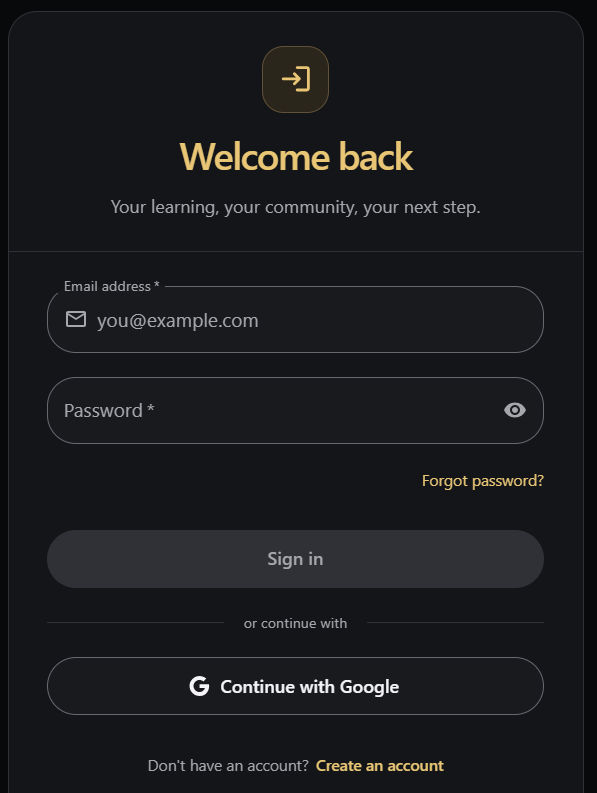 Welcome back
Your learning, your community, your next step.
Email address *
you@example.com
Password *
Forgot password?
Sign in
or continue with
Continue with Google
Don't have an account? Create an account